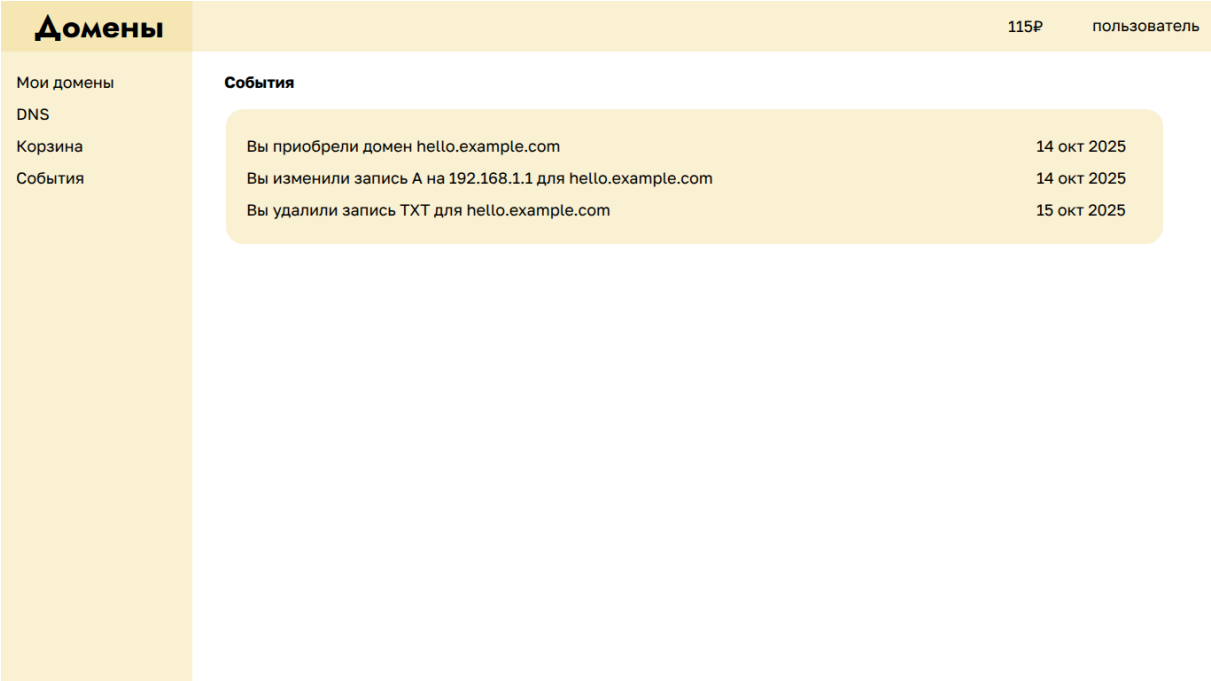 Домены
115₽ пользователь
Мои домены
DNS
Корзина
События
События
Вы приобрели домен hello.example.com 14 окт 2025
Вы изменили запись A на 192.168.1.1 для hello.example.com 14 окт 2025
Вы удалили запись TXT для hello.example.com 15 окт 2025